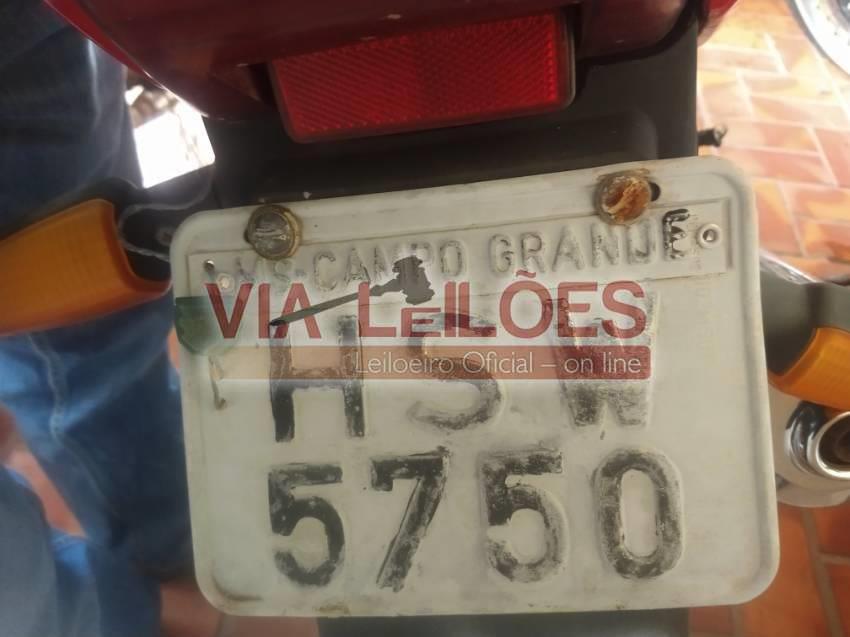 MS-CAMPO GRANDE
VIA LEILÕES
Leiloeiro Oficial – on line
HSW
5750